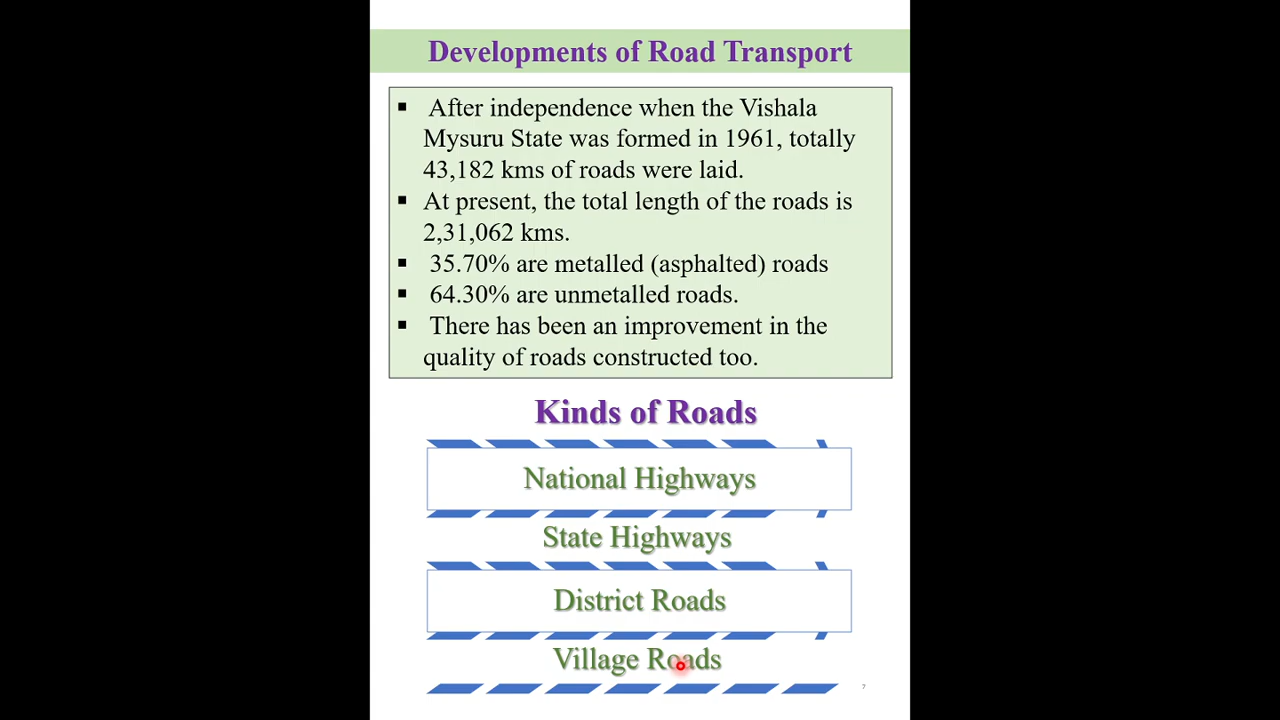 Developments of Road Transport
▪ After independence when the Vishala
Mysuru State was formed in 1961, totally
43,182 kms of roads were laid.
▪ At present, the total length of the roads is
2,31,062 kms.
▪ 35.70% are metalled (asphalted) roads
▪ 64.30% are unmetalled roads.
▪ There has been an improvement in the
quality of roads constructed too.
Kinds of Roads
National Highways
State Highways
District Roads
Village Roads
7